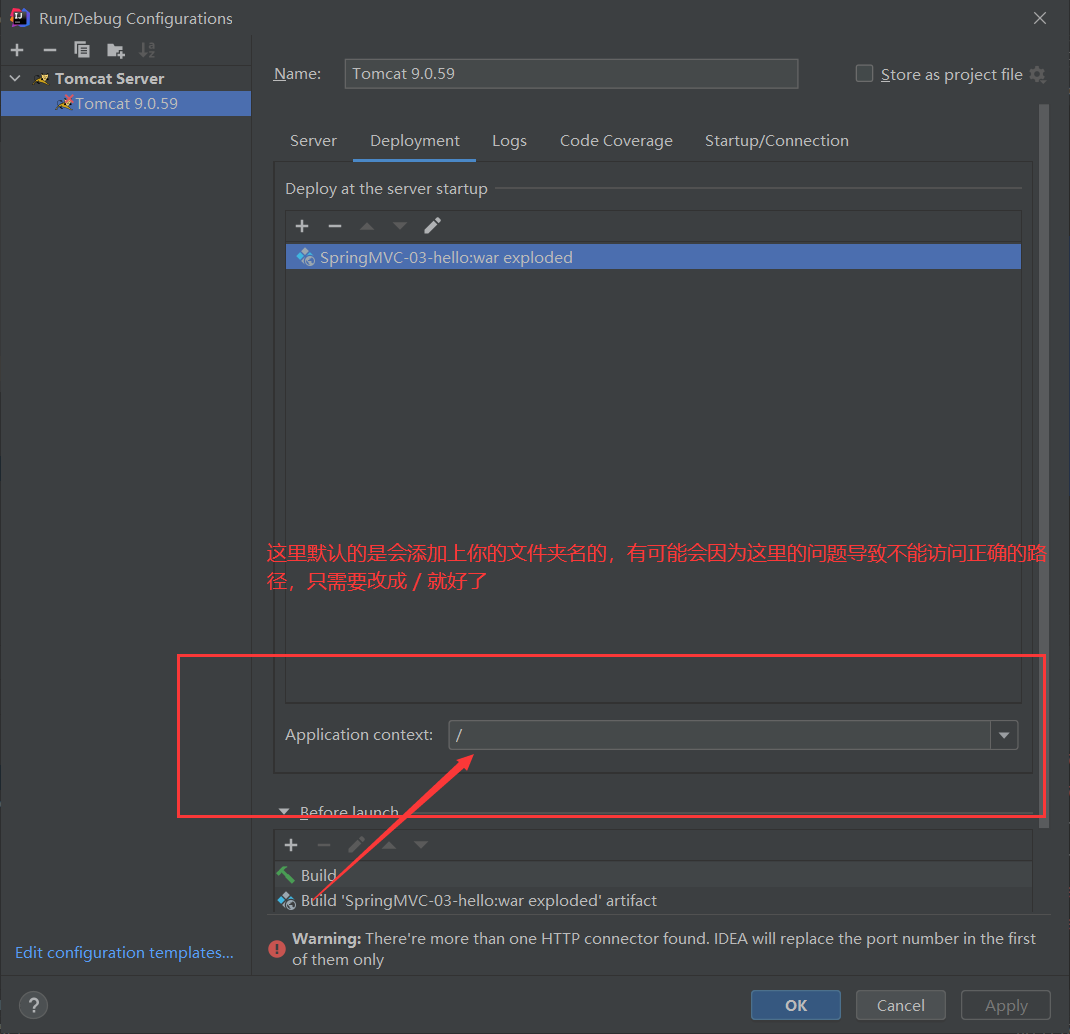 Run/Debug Configurations
Tomcat Server
Tomcat 9.0.59
Name:
Tomcat 9.0.59
Store as project file
Server
Deployment
Logs
Code Coverage
Startup/Connection
Deploy at the server startup
SpringMVC-03-hello:war exploded
这里默认的是会添加上你的文件夹名的，有可能会因为这里的问题导致不能访问正确的路
径，只需要改成 / 就好了
Application context:
/
Before launch
Build
Build 'SpringMVC-03-hello:war exploded' artifact
Warning: There're more than one HTTP connector found. IDEA will replace the port number in the first
of them only
Edit configuration templates...
?
OK
Cancel
Apply